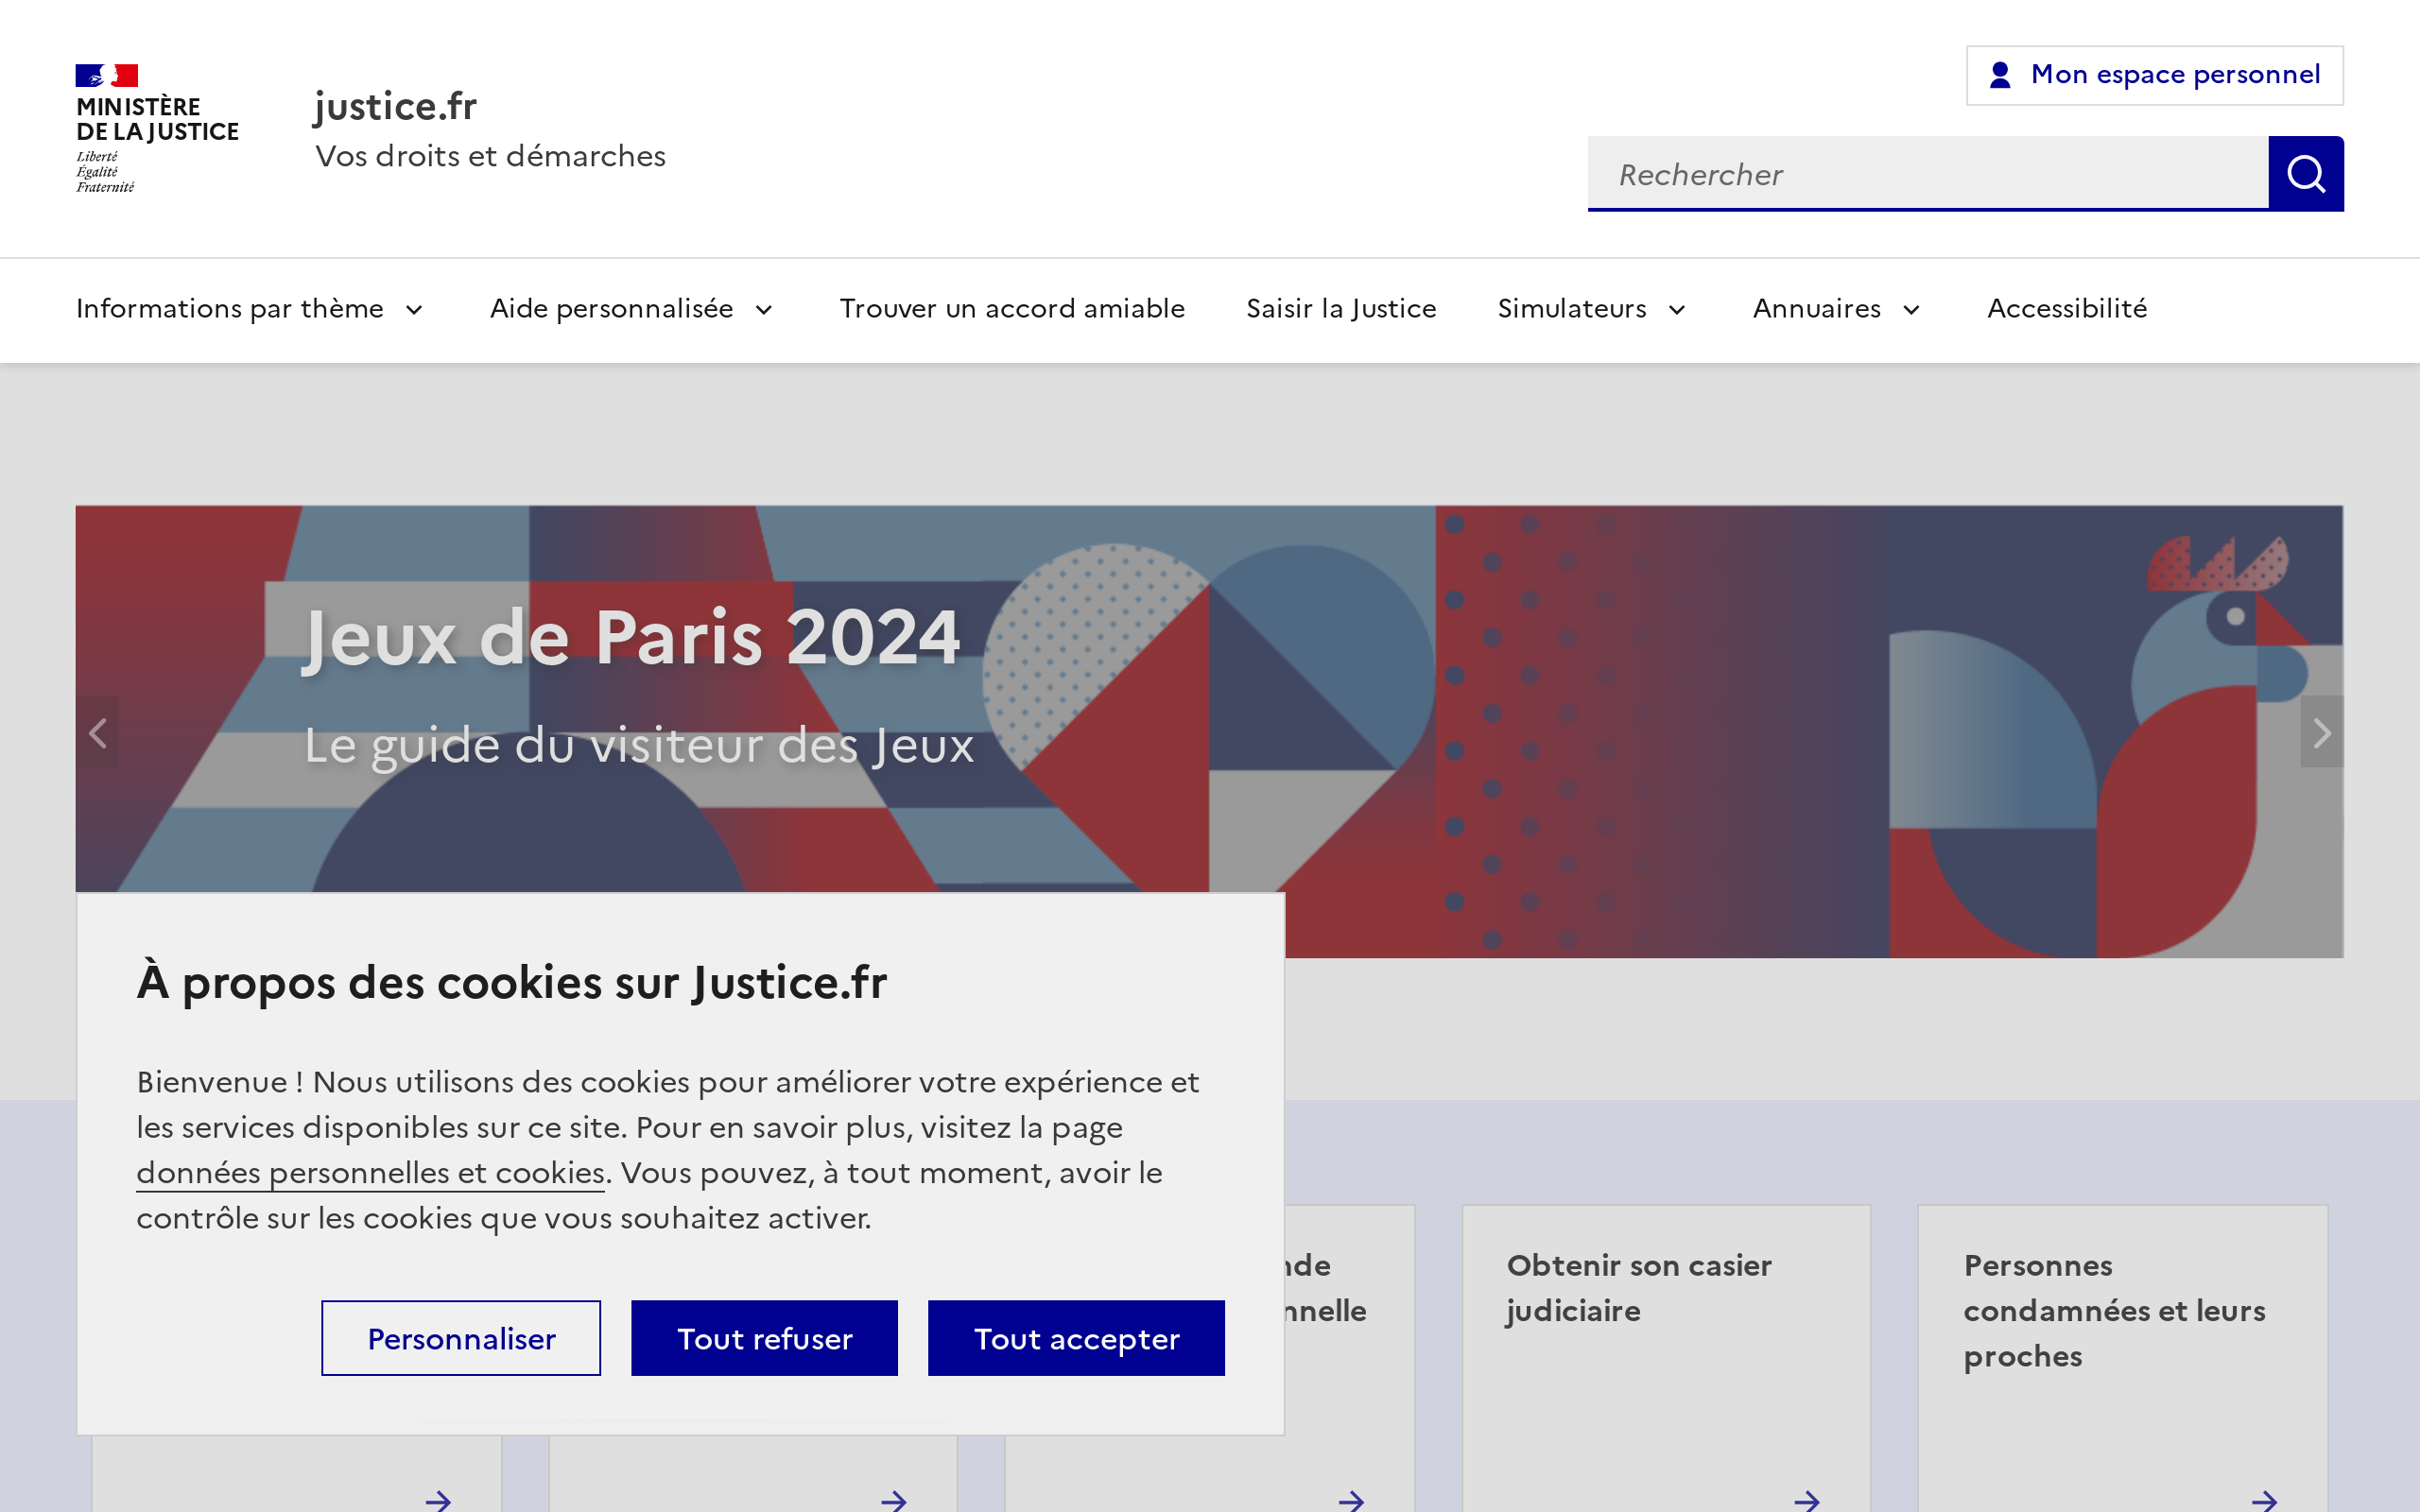 MINISTÈRE
DE LA JUSTICE
Liberté
Égalité
Fraternité
justice.fr
Vos droits et démarches
Mon espace personnel
Rechercher
Informations par thème
Aide personnalisée
Trouver un accord amiable
Saisir la Justice
Simulateurs
Annuaires
Accessibilité
Jeux de Paris 2024
Le guide du visiteur des Jeux
À propos des cookies sur Justice.fr
Bienvenue ! Nous utilisons des cookies pour améliorer votre expérience et
les services disponibles sur ce site. Pour en savoir plus, visitez la page
données personnelles et cookies. Vous pouvez, à tout moment, avoir le
contrôle sur les cookies que vous souhaitez activer.
Personnaliser
Tout refuser
Tout accepter
Obtenir son casier
judiciaire
Personnes
condamnées et leurs
proches